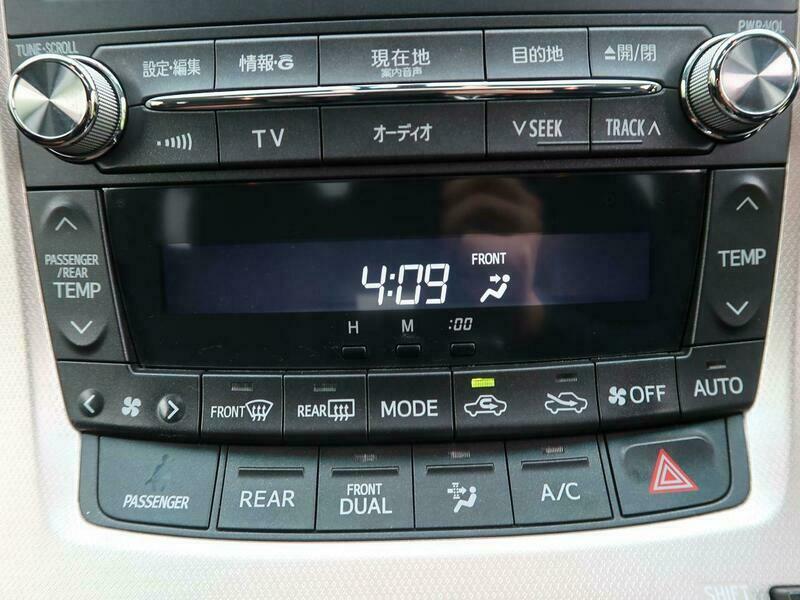 TUNE·SCROLL
PWR·VOL
設定・編集
情報・G
現在地
案内音声
目的地
≜開/閉
TV
オーディオ
∨SEEK
TRACK∧
PASSENGER
/REAR
TEMP
TEMP
4:09
FRONT
H
M
:00
FRONT
REAR
MODE
OFF
AUTO
PASSENGER
REAR
FRONT
DUAL
A/C
SHIFT